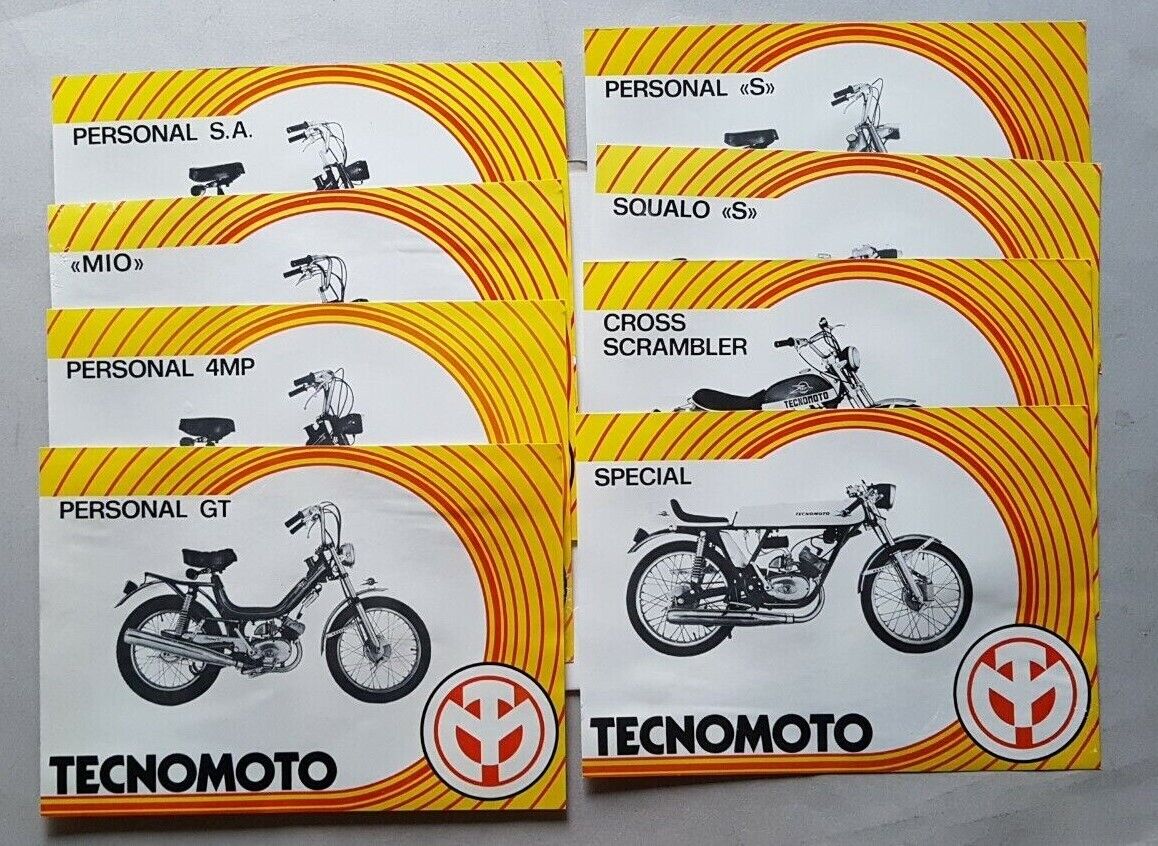 PERSONAL S.A.
«MIO»
PERSONAL 4MP
PERSONAL GT
TECNOMOTO
PERSONAL «S»
SQUALO «S»
CROSS
SCRAMBLER
TECNOMOTO
SPECIAL
TECNOMOTO
TECNOMOTO